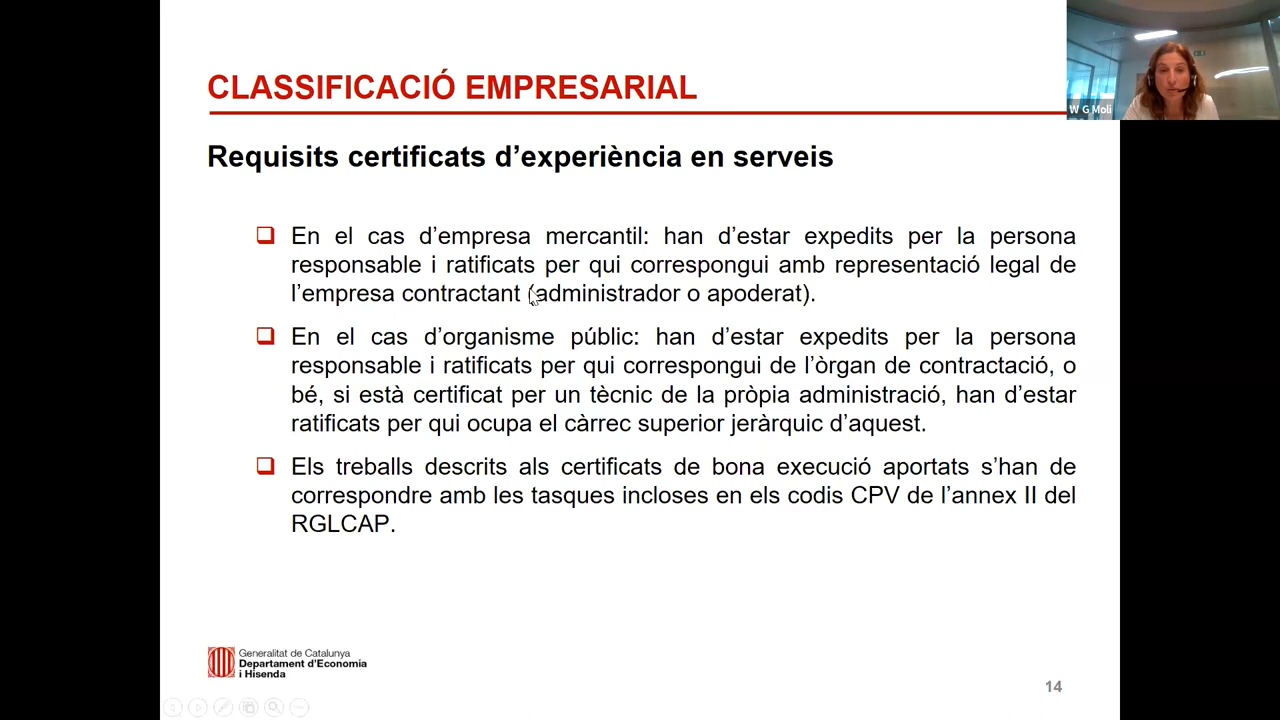 CLASSIFICACIÓ EMPRESARIAL
W G Moli
Requisits certificats d’experiència en serveis
En el cas d’empresa mercantil: han d’estar expedits per la persona
responsable i ratificats per qui correspongui amb representació legal de
l’empresa contractant (administrador o apoderat).
En el cas d’organisme públic: han d’estar expedits per la persona
responsable i ratificats per qui correspongui de l’òrgan de contractació, o
bé, si està certificat per un tècnic de la pròpia administració, han d’estar
ratificats per qui ocupa el càrrec superior jeràrquic d’aquest.
Els treballs descrits als certificats de bona execució aportats s’han de
correspondre amb les tasques incloses en els codis CPV de l’annex II del
RGLCAP.
Generalitat de Catalunya
Departament d’Economia
i Hisenda
14